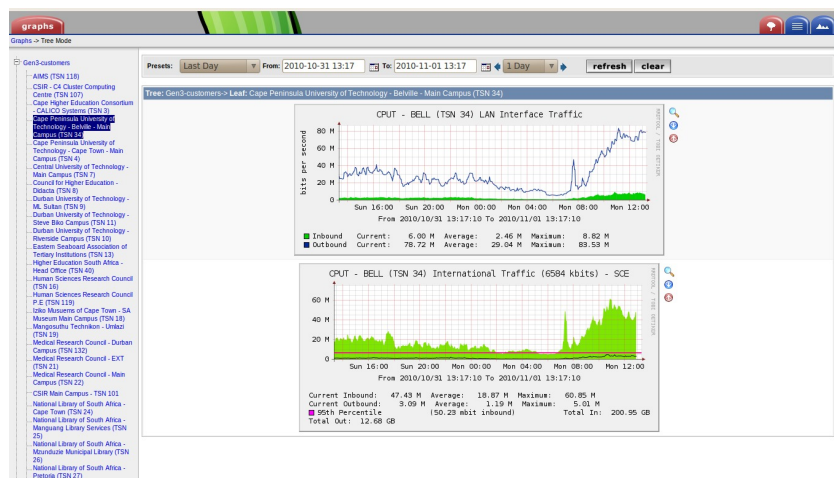 graphs
Graphs -> Tree Mode
Gen3-customers
AIMS (TSN 118)
CSIR - C4 Cluster Computing
Centre (TSN 107)
Cape Higher Education Consortium
- CALICO Systems (TSN 3)
Cape Peninsula University of
Technology - Belville - Main
Campus (TSN 34)
Cape Peninsula University of
Technology - Cape Town - Main
Campus (TSN 4)
Central University of Technology -
Main Campus (TSN 7)
Council for Higher Education -
Didacta (TSN 8)
Durban University of Technology -
ML Sultan (TSN 9)
Durban University of Technology -
Steve Biko Campus (TSN 11)
Durban University of Technology -
Riverside Campus (TSN 10)
Eastern Seaboard Association of
Tertiary Institutions (TSN 13)
Higher Education South Africa -
Head Office (TSN 40)
Human Sciences Research Council
(TSN 16)
Human Sciences Research Council
P.E (TSN 119)
Iziko Musuems of Cape Town - SA
Museum Main Campus (TSN 18)
Mangosuthu Technikon - Umlazi
(TSN 19)
Medical Research Council - Durban
Campus (TSN 132)
Medical Research Council - EXT
(TSN 21)
Medical Research Council - Main
Campus (TSN 22)
CSIR Main Campus - TSN 101
National Library of South Africa -
Cape Town (TSN 24)
National Library of South Africa -
Manguang Library Services (TSN
25)
National Library of South Africa -
Mzunduzie Municipal Library (TSN
26)
National Library of South Africa -
Pretoria (TSN 27)
Presets: Last Day From: 2010-10-31 13:17 To: 2010-11-01 13:17 1 Day refresh clear
Tree: Gen3-customers-> Leaf: Cape Peninsula University of Technology - Belville - Main Campus (TSN 34)
CPUT - BELL (TSN 34) LAN Interface Traffic
bits per second
80 M
60 M
40 M
20 M
0
Sun 16:00 Sun 20:00 Mon 00:00 Mon 04:00 Mon 08:00 Mon 12:00
From 2010/10/31 13:17:10 To 2010/11/01 13:17:10
Inbound Current: 6.00 M Average: 2.46 M Maximum: 8.82 M
Outbound Current: 78.72 M Average: 29.04 M Maximum: 83.53 M
RRDTOOL / TOBI OETIKER
CPUT - BELL (TSN 34) International Traffic (6584 kbits) - SCE
60 M
40 M
20 M
0
Sun 16:00 Sun 20:00 Mon 00:00 Mon 04:00 Mon 08:00 Mon 12:00
From 2010/10/31 13:17:10 To 2010/11/01 13:17:10
Current Inbound: 47.43 M Average: 18.87 M Maximum: 60.85 M
Current Outbound: 3.09 M Average: 1.19 M Maximum: 5.01 M
95th Percentile (50.23 mbit inbound) Total In: 200.95 GB
Total Out: 12.68 GB
RRDTOOL / TOBI OETIKER